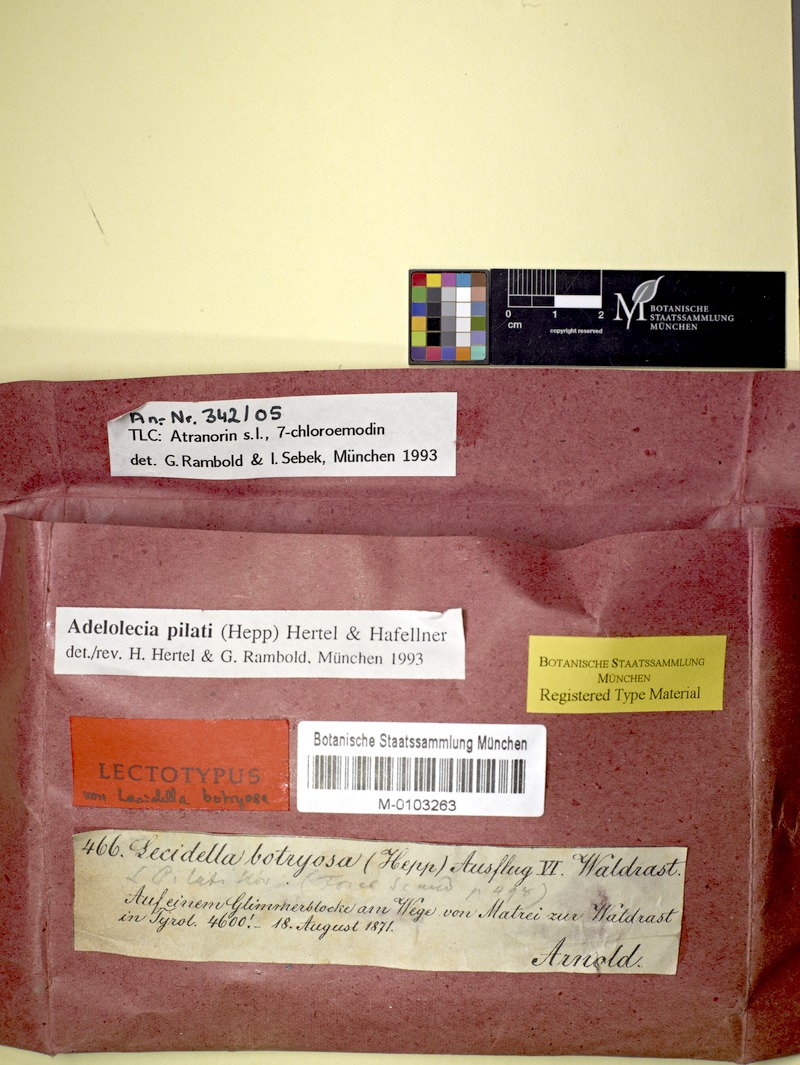 0 1 2
cm
copyright reserved
M BOTANISCHE
STAATSSAMMLUNG
MÜNCHEN
An.- Nr. 342/05
TLC: Atranorin s.l., 7-chloroemodin
det. G. Rambold & I. Sebek, München 1993
Adelolecia pilati (Hepp) Hertel & Hafellner
det./rev. H. Hertel & G. Rambold, München 1993
BOTANISCHE STAATSSAMMLUNG
MÜNCHEN
Registered Type Material
LECTOTYPUS
von Lecidella botryosa
Botanische Staatssammlung München
M-0103263
466. Lecidella botryosa (Hepp) Ausflug VI. Waldrast.
Auf einem Glimmerblocke am Wege von Matrei zur Waldrast
in Tyrol. 4600'.- 18. August 1871.
Arnold.